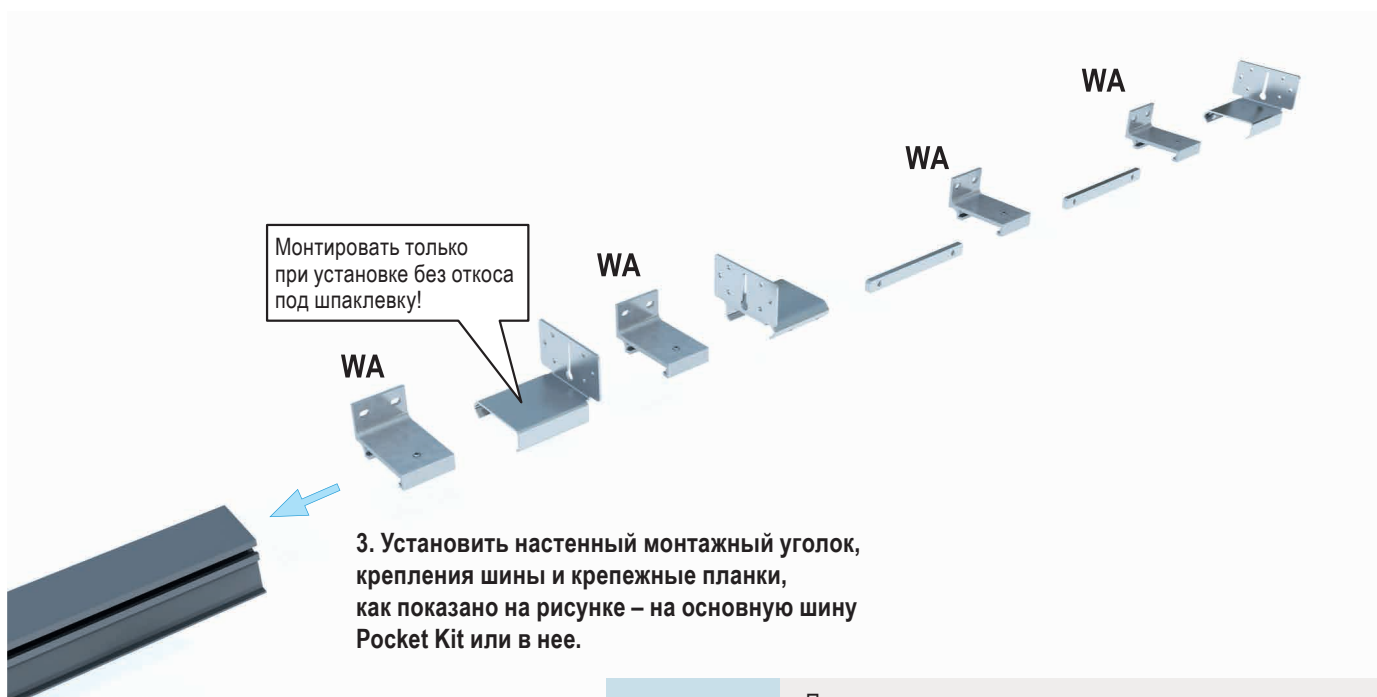 WA
WA
Монтировать только
при установке без откоса
под шпаклевку!
WA
WA
3. Установить настенный монтажный уголок,
крепления шины и крепежные планки,
как показано на рисунке – на основную шину
Pocket Kit или в нее.